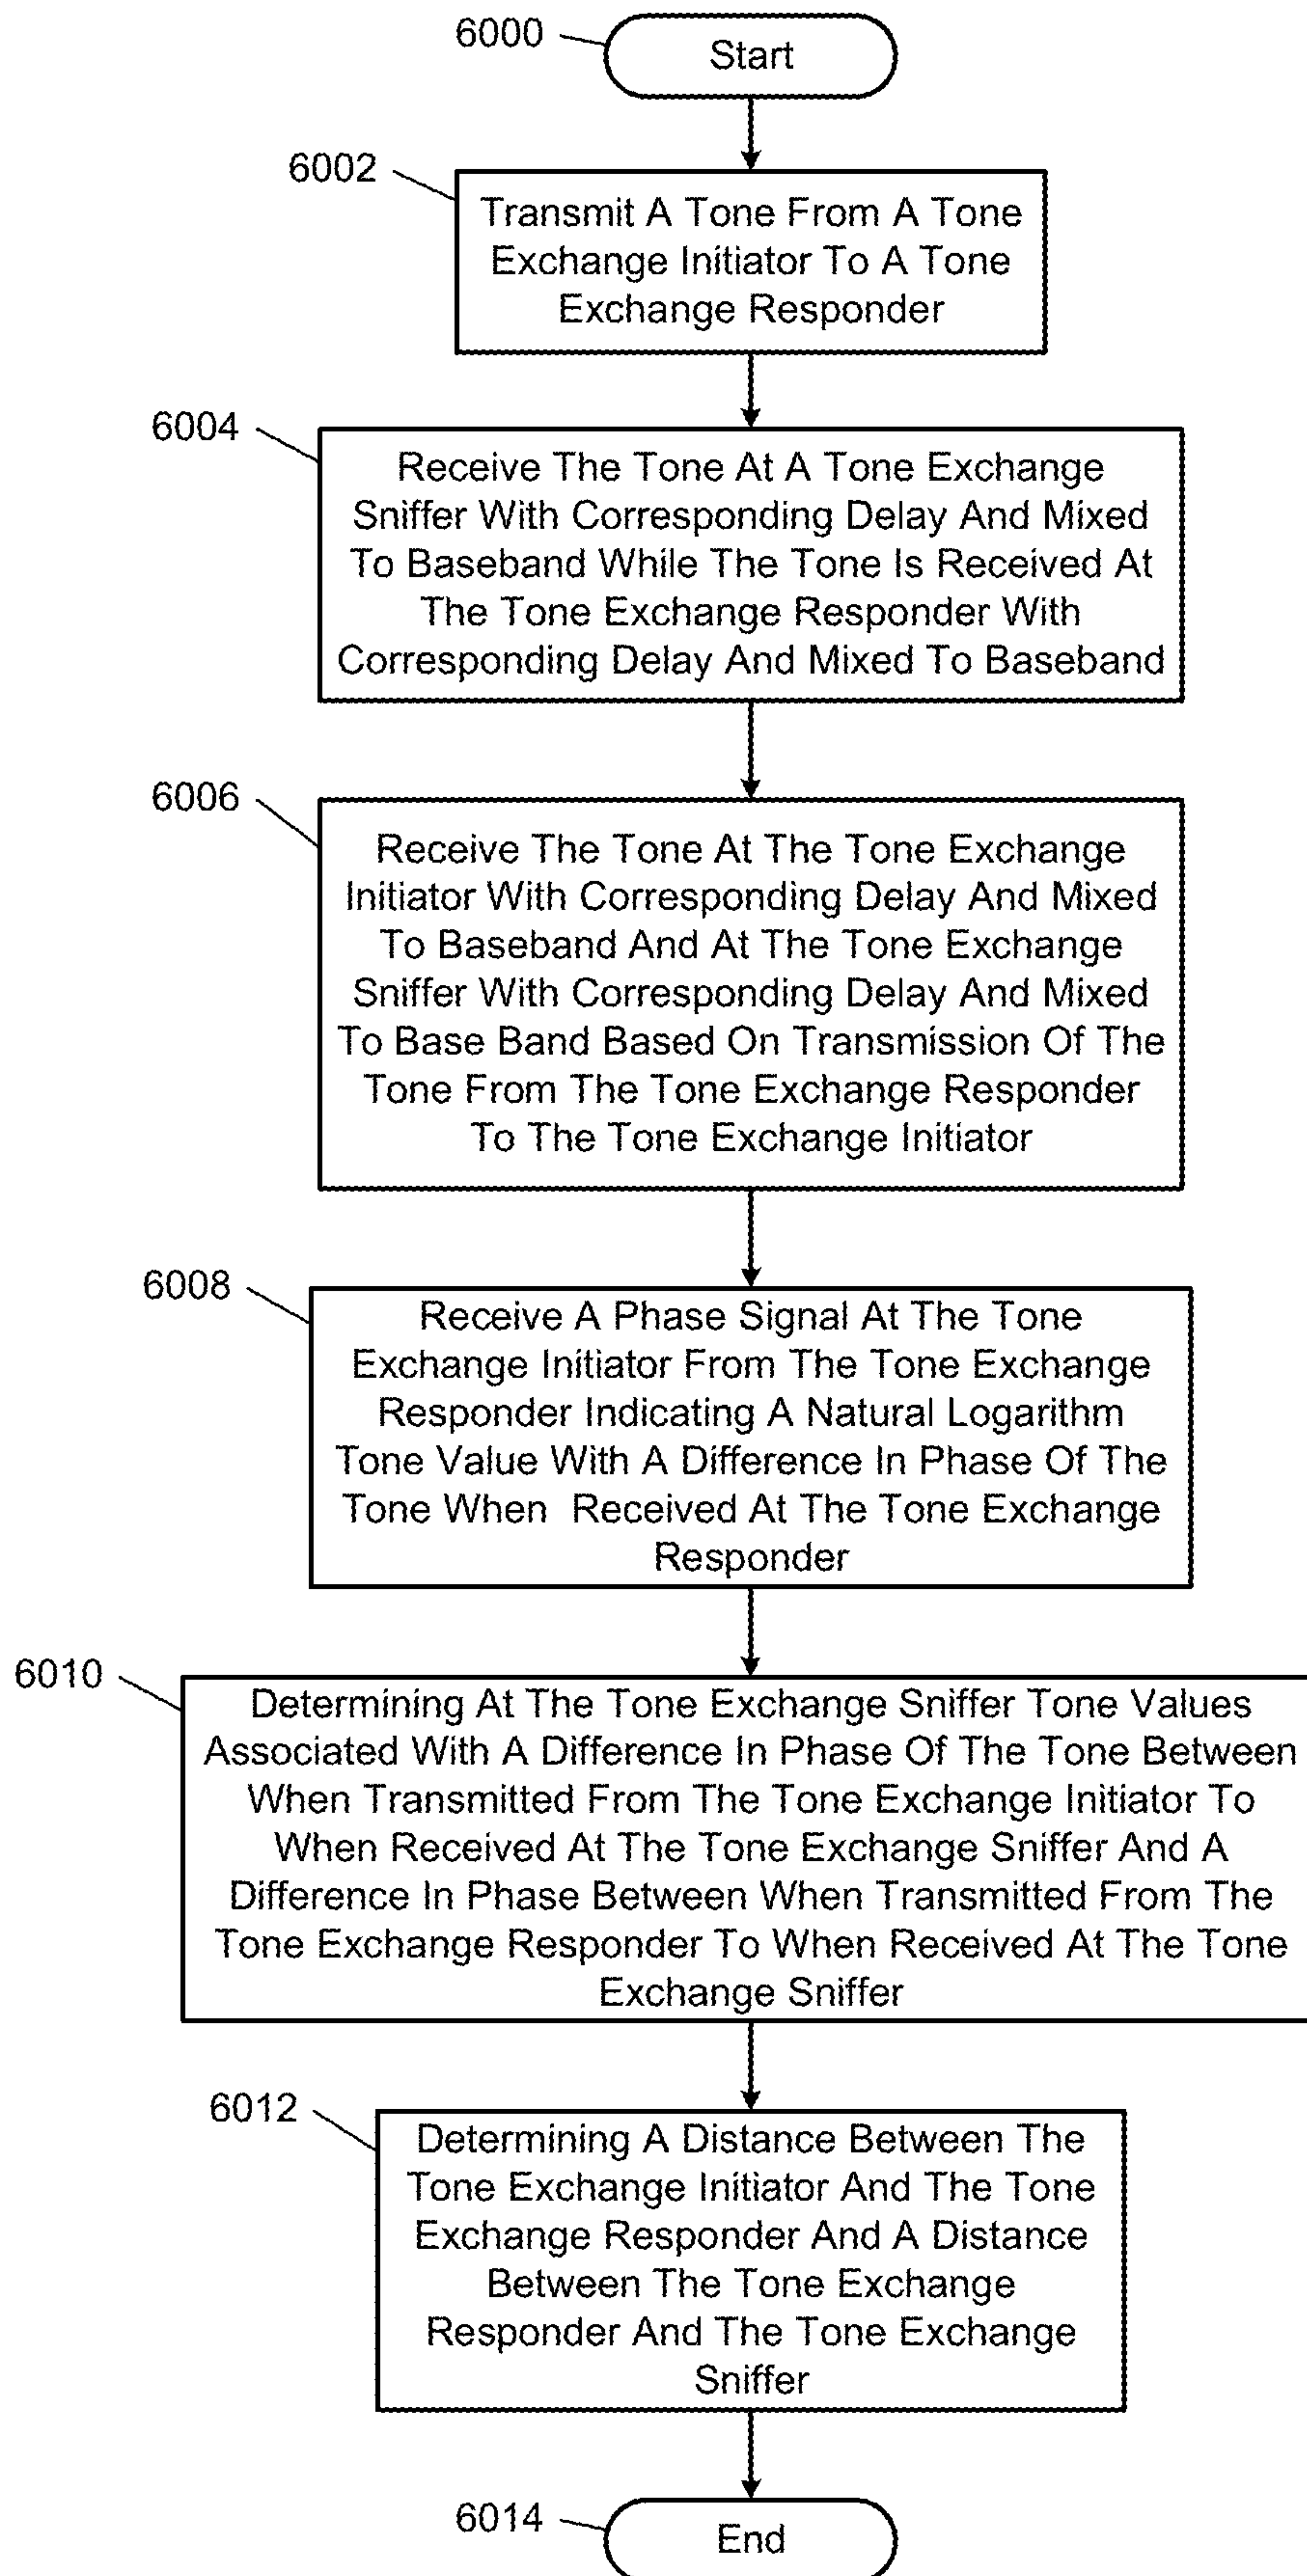 6000
Start
6002
Transmit A Tone From A Tone
Exchange Initiator To A Tone
Exchange Responder
6004
Receive The Tone At A Tone Exchange
Sniffer With Corresponding Delay And Mixed
To Baseband While The Tone Is Received At
The Tone Exchange Responder With
Corresponding Delay And Mixed To Baseband
6006
Receive The Tone At The Tone Exchange
Initiator With Corresponding Delay And Mixed
To Baseband And At The Tone Exchange
Sniffer With Corresponding Delay And Mixed
To Base Band Based On Transmission Of The
Tone From The Tone Exchange Responder
To The Tone Exchange Initiator
6008
Receive A Phase Signal At The Tone
Exchange Initiator From The Tone Exchange
Responder Indicating A Natural Logarithm
Tone Value With A Difference In Phase Of The
Tone When Received At The Tone Exchange
Responder
6010
Determining At The Tone Exchange Sniffer Tone Values
Associated With A Difference In Phase Of The Tone Between
When Transmitted From The Tone Exchange Initiator To
When Received At The Tone Exchange Sniffer And A
Difference In Phase Between When Transmitted From The
Tone Exchange Responder To When Received At The Tone
Exchange Sniffer
6012
Determining A Distance Between The
Tone Exchange Initiator And The Tone
Exchange Responder And A Distance
Between The Tone Exchange
Responder And The Tone Exchange
Sniffer
6014
End